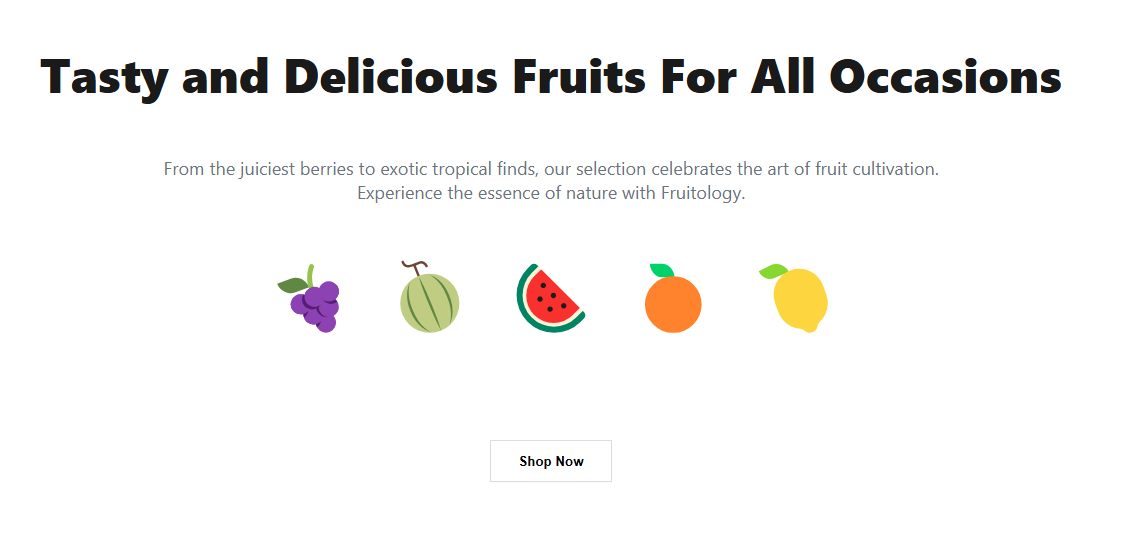 Tasty and Delicious Fruits For All Occasions
From the juiciest berries to exotic tropical finds, our selection celebrates the art of fruit cultivation.
Experience the essence of nature with Fruitology.
Shop Now